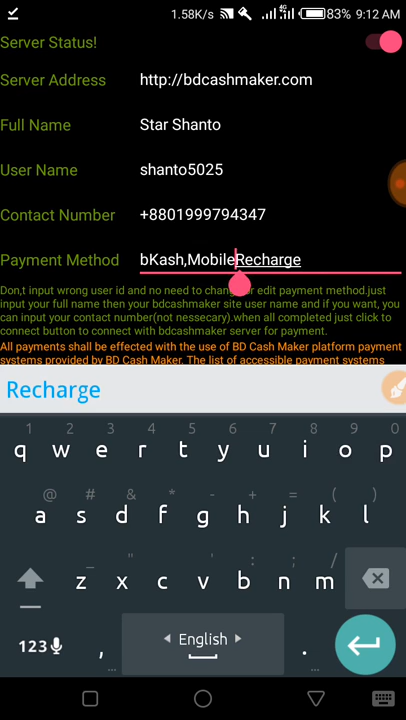 1.58K/s 4G 83% 9:12 AM
Server Status!
Server Address http://bdcashmaker.com
Full Name Star Shanto
User Name shanto5025
Contact Number +8801999794347
Payment Method bKash,MobileRecharge
Don,t input wrong user id and no need to change or edit payment method.just
input your full name then your bdcashmaker site user name and if you want, you
can input your contact number(not nessecary).when all completed just click to
connect button to connect with bdcashmaker server for payment.
All payments shall be effected with the use of BD Cash Maker platform payment
systems provided by BD Cash Maker. The list of accessible payment systems
Recharge
1 2 3 4 5 6 7 8 9 0
q w e r t y u i o p
@ # & * - + = ( )
a s d f g h j k l
_ " ' : ; /
z x c v b n m
123 , English .